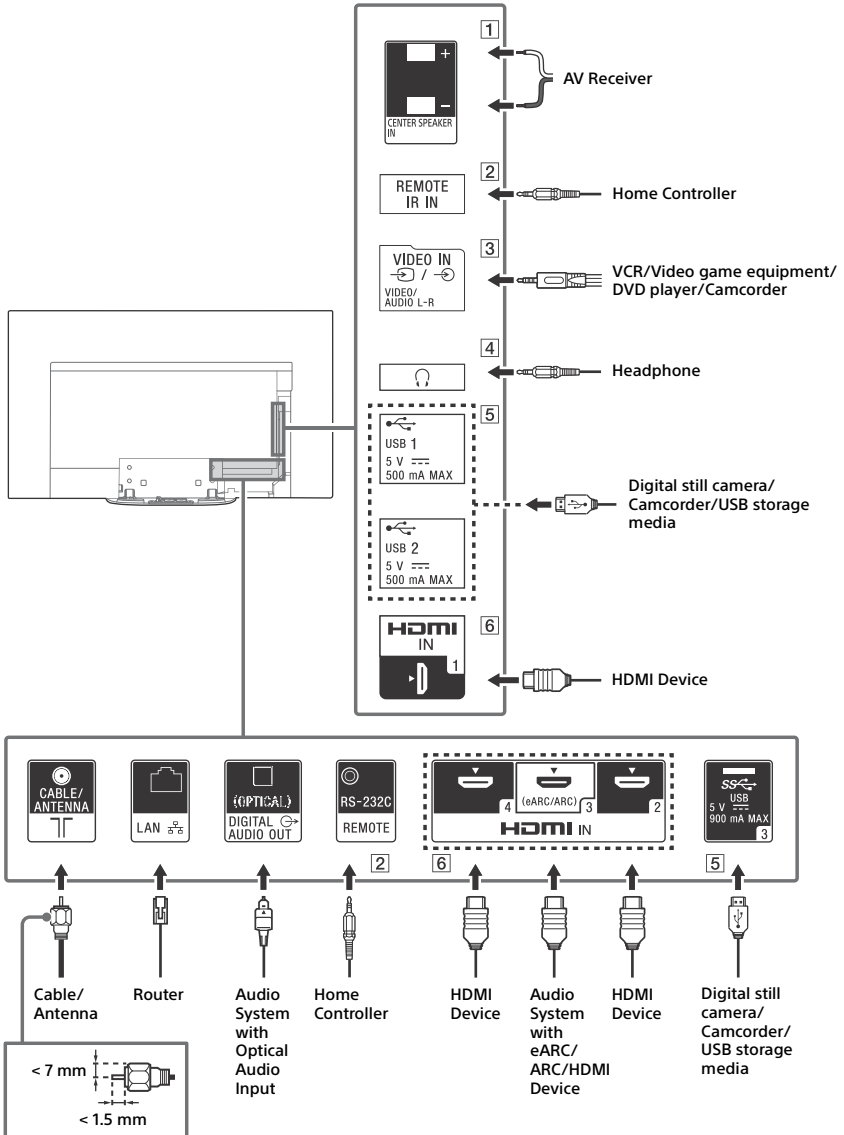 1
+
−
CENTER SPEAKER
IN
AV Receiver
2
REMOTE
IR IN
Home Controller
3
VIDEO IN
/
VIDEO/
AUDIO L-R
VCR/Video game equipment/
DVD player/Camcorder
4
Headphone
5
USB 1
5 V
500 mA MAX
USB 2
5 V
500 mA MAX
Digital still camera/
Camcorder/USB storage
media
6
HDMI
IN
1
HDMI Device
CABLE/
ANTENNA
LAN
(OPTICAL)
DIGITAL
AUDIO OUT
RS-232C
REMOTE
2
4
(eARC/ARC)
3
2
HDMI IN
6
SS
USB
5 V
900 mA MAX
3
5
Cable/
Antenna
Router
Audio
System
with
Optical
Audio
Input
Home
Controller
HDMI
Device
Audio
System
with
eARC/
ARC/HDMI
Device
HDMI
Device
Digital still
camera/
Camcorder/
USB storage
media
< 7 mm
< 1.5 mm